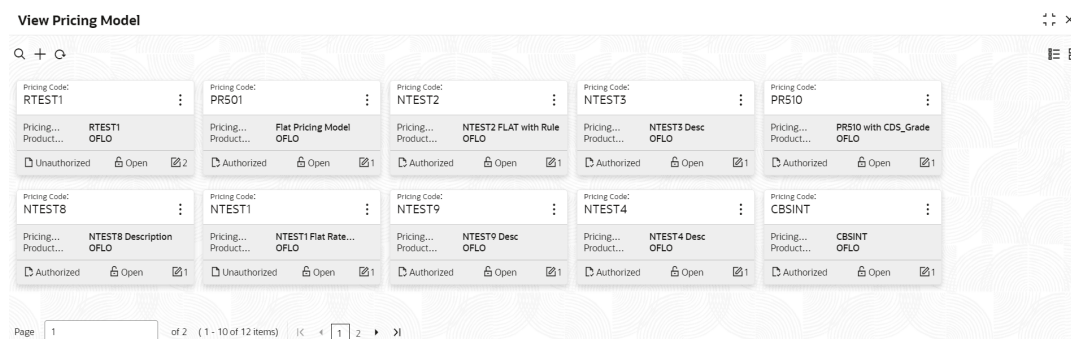 View Pricing Model
Pricing Code:
RTEST1
Pricing... RTEST1
Product... OFLO
Unauthorized Open 2
Pricing Code:
PR501
Pricing... Flat Pricing Model
Product... OFLO
Authorized Open 1
Pricing Code:
NTEST2
Pricing... NTEST2 FLAT with Rule
Product... OFLO
Authorized Open 1
Pricing Code:
NTEST3
Pricing... NTEST3 Desc
Product... OFLO
Authorized Open 1
Pricing Code:
PR510
Pricing... PR510 with CDS_Grade
Product... OFLO
Authorized Open 1
Pricing Code:
NTEST8
Pricing... NTEST8 Description
Product... OFLO
Authorized Open 1
Pricing Code:
NTEST1
Pricing... NTEST1 Flat Rate...
Product... OFLO
Unauthorized Open 1
Pricing Code:
NTEST9
Pricing... NTEST9 Desc
Product... OFLO
Authorized Open 1
Pricing Code:
NTEST4
Pricing... NTEST4 Desc
Product... OFLO
Authorized Open 1
Pricing Code:
CBSINT
Pricing... CBSINT
Product... OFLO
Authorized Open 1
Page 1 of 2 (1 - 10 of 12 items) 1 2